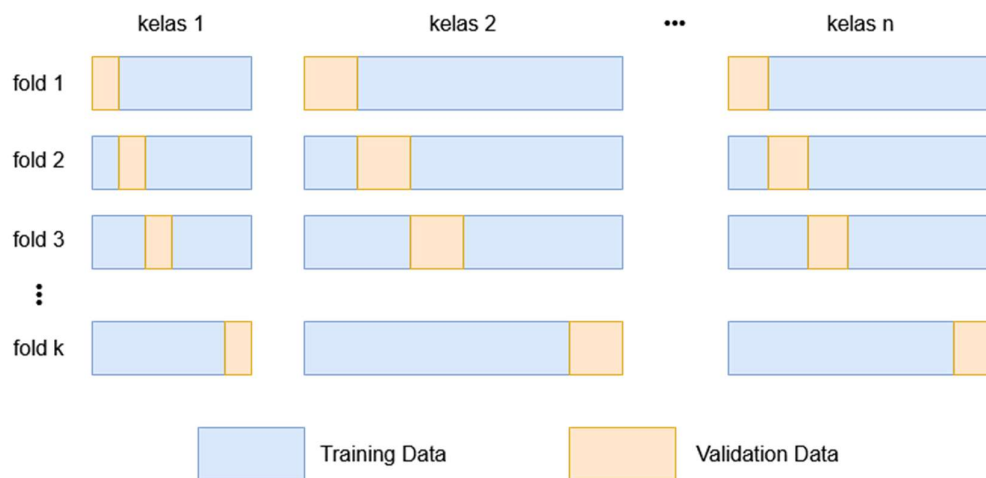 kelas 1 kelas 2 ... kelas n
fold 1
fold 2
fold 3
fold k
Training Data Validation Data